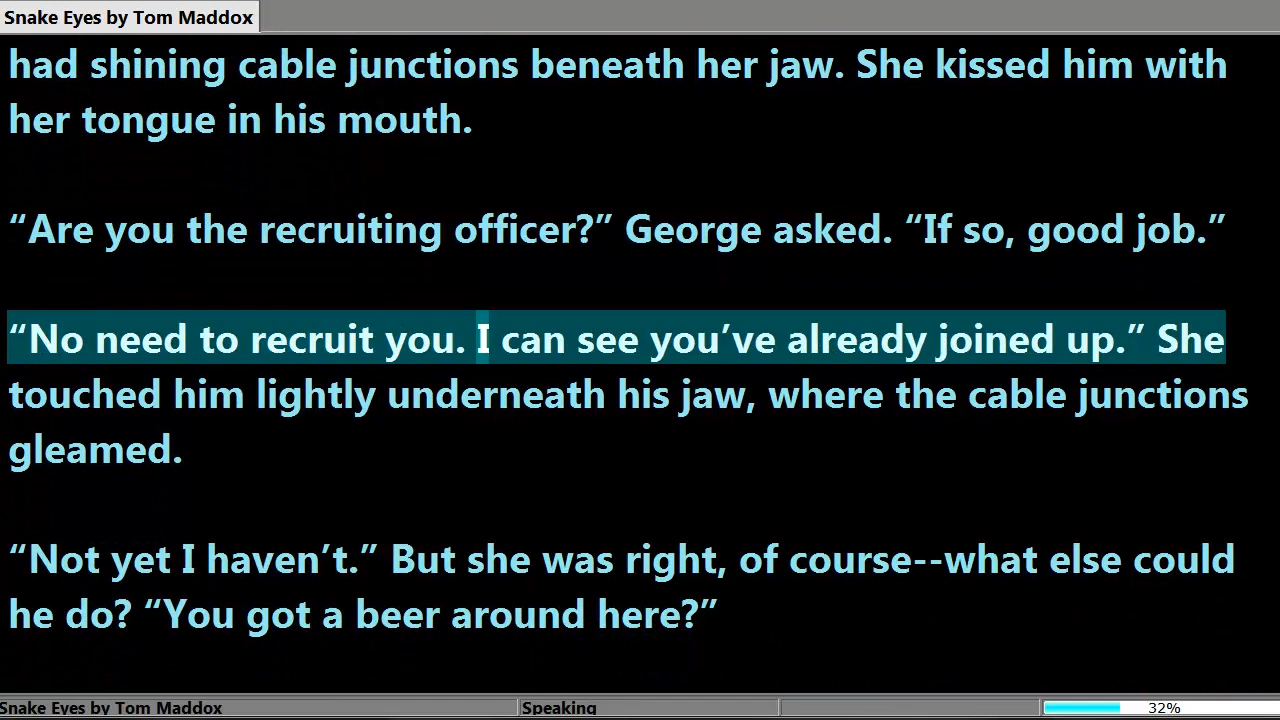 Snake Eyes by Tom Maddox
had shining cable junctions beneath her jaw. She kissed him with
her tongue in his mouth.
“Are you the recruiting officer?” George asked. “If so, good job.”
“No need to recruit you. I can see you’ve already joined up.” She
touched him lightly underneath his jaw, where the cable junctions
gleamed.
“Not yet I haven’t.” But she was right, of course--what else could
he do? “You got a beer around here?”
Snake Eyes by Tom Maddox
Speaking
32%